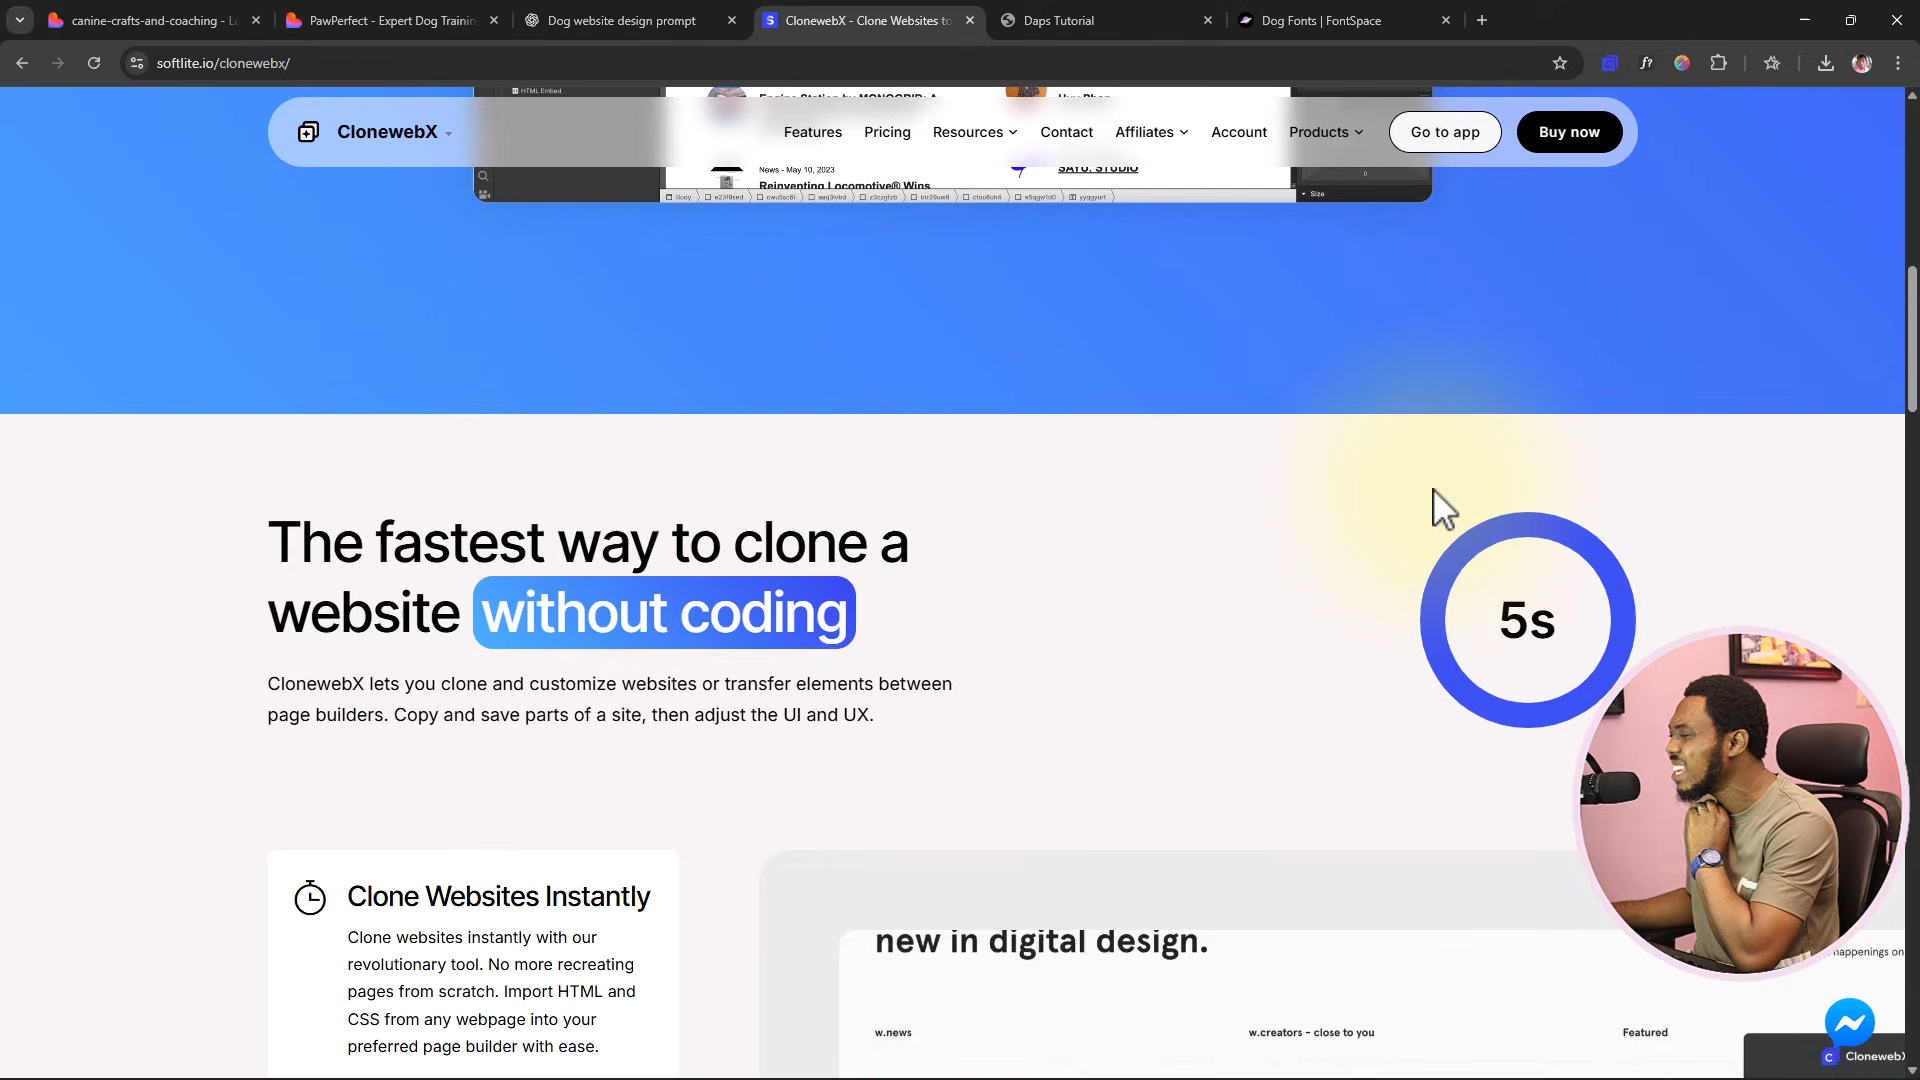 canine-crafts-and-coaching - Lo
PawPerfect - Expert Dog Trainin
Dog website design prompt
ClonewebX - Clone Websites to
Daps Tutorial
Dog Fonts | FontSpace
softlite.io/clonewebx/
HTML Embed
ClonewebX
Features
Pricing
Resources
Contact
Affiliates
Account
Products
Go to app
Buy now
News - May 10, 2023
Reinventing Locomotive® Wins
SAYU. STUDIO
0
Size
Body
The fastest way to clone a
website without coding
ClonewebX lets you clone and customize websites or transfer elements between
page builders. Copy and save parts of a site, then adjust the UI and UX.
5s
Clone Websites Instantly
Clone websites instantly with our
revolutionary tool. No more recreating
pages from scratch. Import HTML and
CSS from any webpage into your
preferred page builder with ease.
new in digital design.
happenings on
w.news
w.creators – close to you
Featured
C ClonewebX